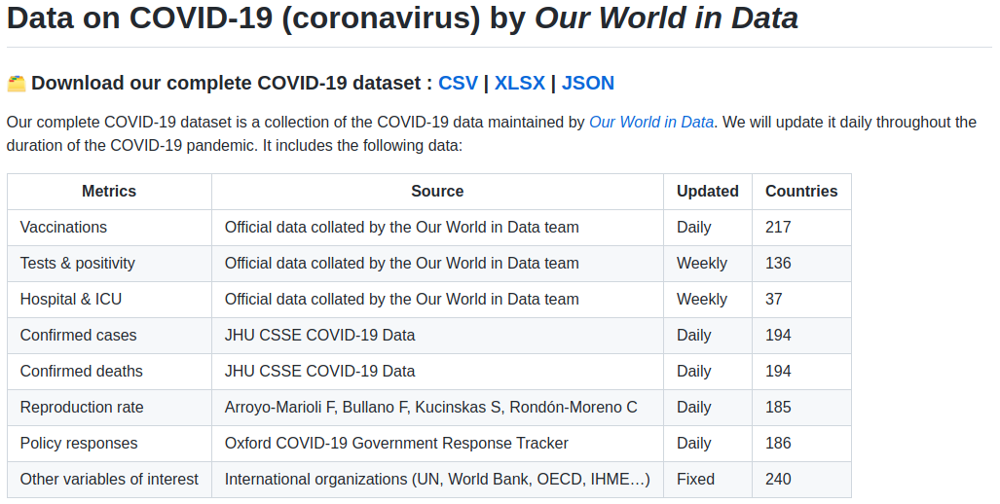 Data on COVID-19 (coronavirus) by Our World in Data
Download our complete COVID-19 dataset : CSV | XLSX | JSON
Our complete COVID-19 dataset is a collection of the COVID-19 data maintained by Our World in Data. We will update it daily throughout the
duration of the COVID-19 pandemic. It includes the following data:
Metrics Source Updated Countries
Vaccinations Official data collated by the Our World in Data team Daily 217
Tests & positivity Official data collated by the Our World in Data team Weekly 136
Hospital & ICU Official data collated by the Our World in Data team Weekly 37
Confirmed cases JHU CSSE COVID-19 Data Daily 194
Confirmed deaths JHU CSSE COVID-19 Data Daily 194
Reproduction rate Arroyo-Marioli F, Bullano F, Kucinskas S, Rondón-Moreno C Daily 185
Policy responses Oxford COVID-19 Government Response Tracker Daily 186
Other variables of interest International organizations (UN, World Bank, OECD, IHME…) Fixed 240